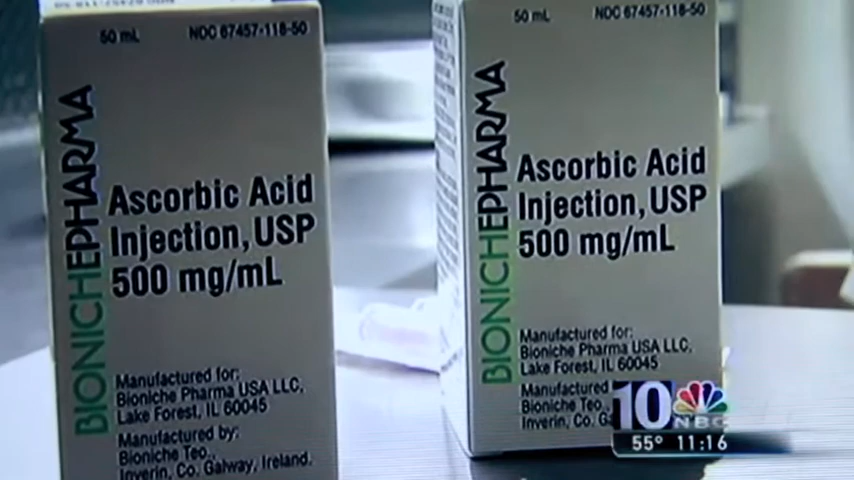 50 mL NDC 67457-118-50
BIONICHEPHARMA
Ascorbic Acid
Injection, USP
500 mg/mL
Manufactured for:
Bioniche Pharma USA LLC,
Lake Forest, IL 60045
Manufactured by:
Bioniche Teo.,
Inverin, Co. Galway, Ireland.
50 mL NDC 67457-118-50
BIONICHEPHARMA
Ascorbic Acid
Injection, USP
500 mg/mL
Manufactured for:
Bioniche Pharma USA LLC.
Lake Forest, IL 60045
Manufactured
Bioniche Teo.,
Inverin, Co.
10 NBC
55° 11:16